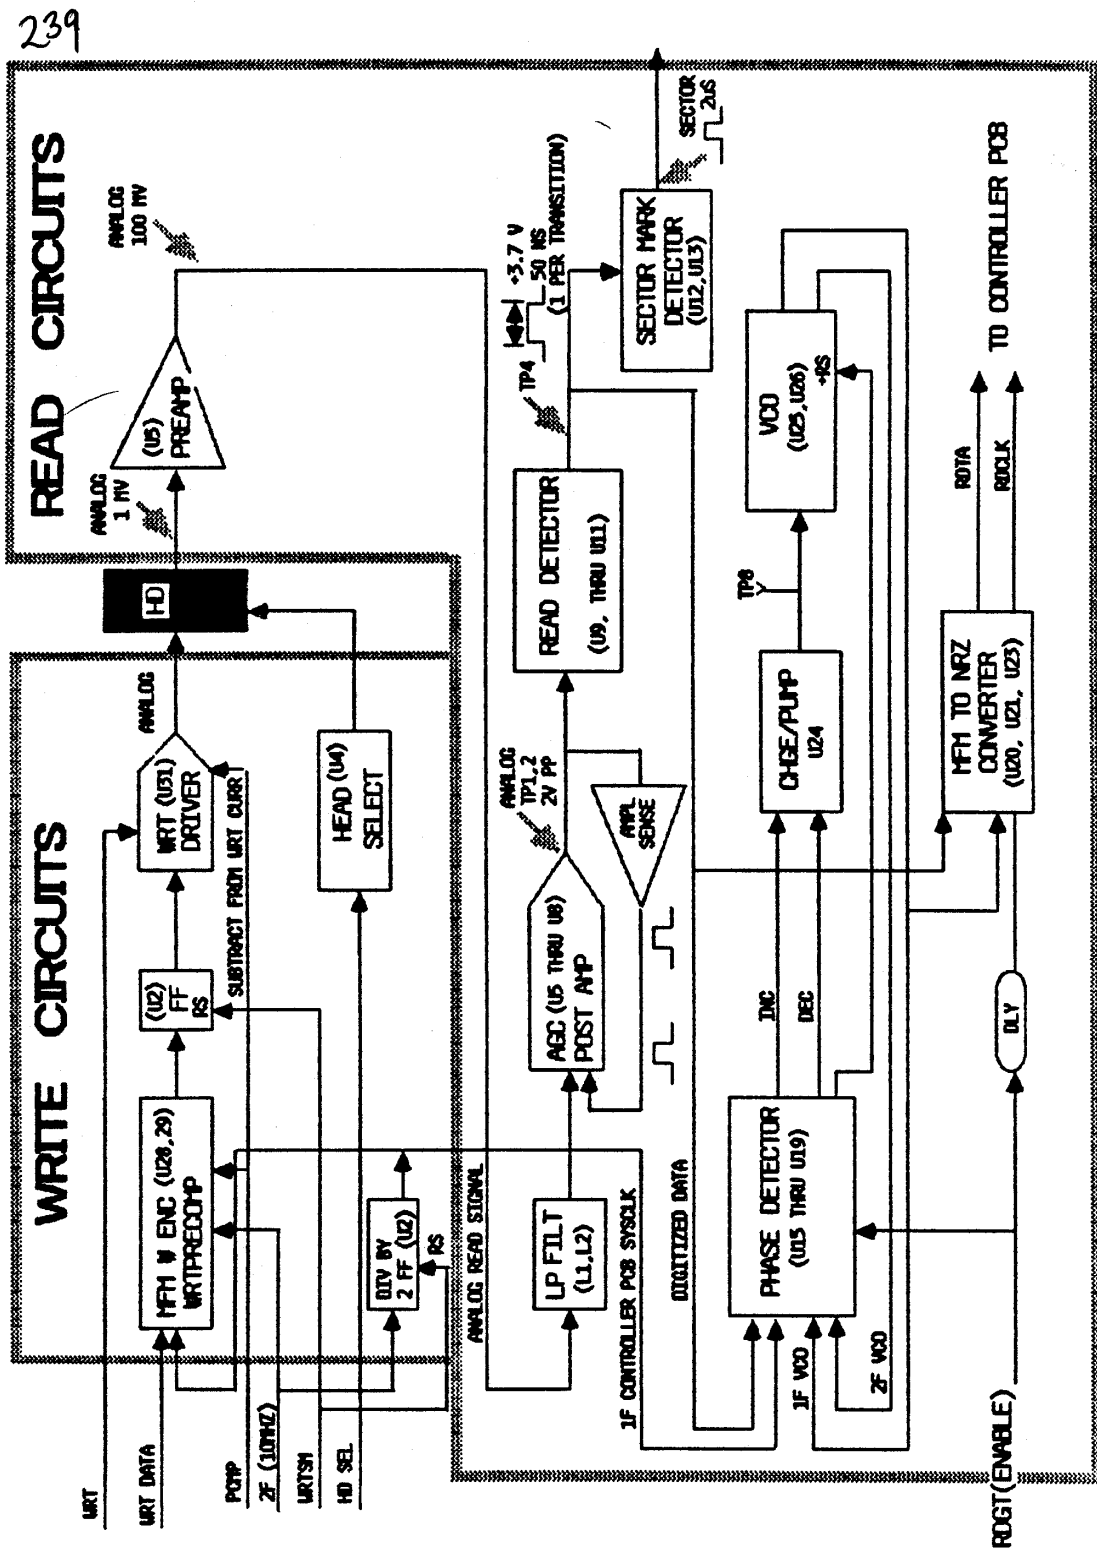 239
WRITE CIRCUITS
READ CIRCUITS
WRT
WRT DATA
PCMP
2F (10MHZ)
WRTSM
HD SEL
MFM W ENC (U28,29)
WRTPRECOMP
(U2)
FF
RS
WRT (U31)
DRIVER
ANALOG
SUBTRACT FROM WRT CURR
HEAD (U4)
SELECT
DIV BY
2 FF (U2)
RS
HD
ANALOG
1 MV
(U5)
PREAMP
ANALOG
100 MV
ANALOG READ SIGNAL
LP FILT
(L1,L2)
AGC (U5 THRU U8)
POST AMP
ANALOG
TP1,2
2V PP
AMPL
SENSE
READ DETECTOR
(U9, THRU U11)
TP4
+3.7 V
50 NS
(1 PER TRANSITION)
SECTOR MARK
DETECTOR
(U12,U13)
SECTOR
2uS
1F CONTROLLER PCB SYSCLK
DIGITIZED DATA
1F VCO
2F VCO
PHASE DETECTOR
(U15 THRU U19)
INC
DEC
CHGE/PUMP
U24
TP8
VCO
(U25,U26)
+RS
RDGT(ENABLE)
DLY
MFM TO NRZ
CONVERTER
(U20, U21, U23)
RDTA
RDCLK
TO CONTROLLER PCB